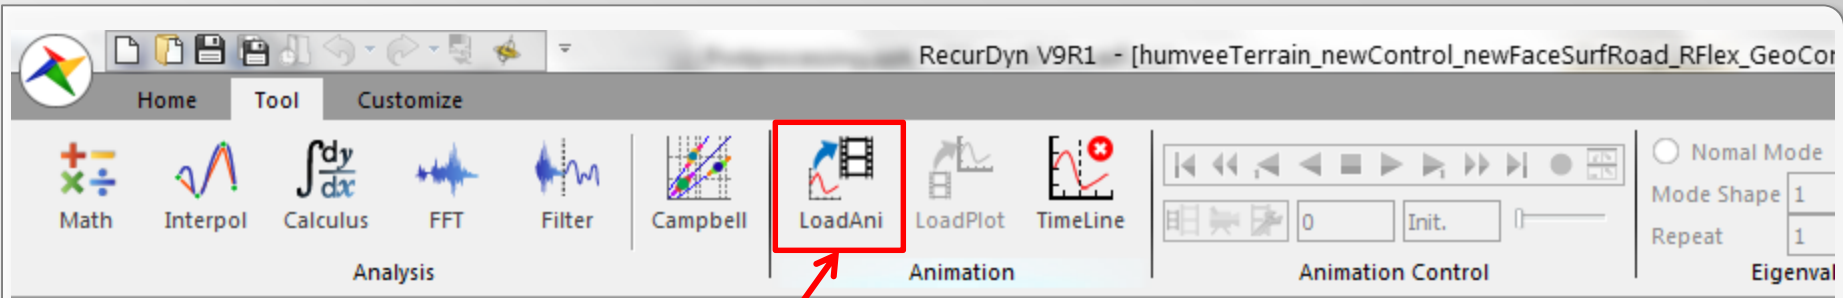 RecurDyn V9R1 - [humveeTerrain_newControl_newFaceSurfRoad_RFlex_GeoCor
Home Tool Customize
Math Interpol Calculus FFT Filter Campbell LoadAni LoadPlot TimeLine
0 Init.
Nomal Mode
Mode Shape 1
Repeat 1
Analysis Animation Animation Control Eigenval